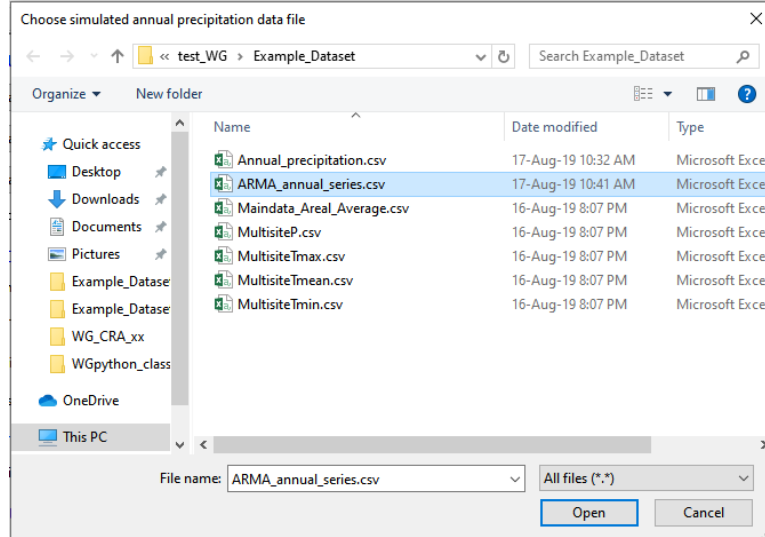 Choose simulated annual precipitation data file
« test_WG > Example_Dataset
Search Example_Dataset
Organize
New folder
Name
Date modified
Type
Quick access
Desktop
Downloads
Documents
Pictures
Example_Datase
Example_Datase
WG_CRA_xx
WGpython_class
OneDrive
This PC
Annual_precipitation.csv 17-Aug-19 10:32 AM Microsoft Exce
ARMA_annual_series.csv 17-Aug-19 10:41 AM Microsoft Exce
Maindata_Areal_Average.csv 16-Aug-19 8:07 PM Microsoft Exce
MultisiteP.csv 16-Aug-19 8:07 PM Microsoft Exce
MultisiteTmax.csv 16-Aug-19 8:07 PM Microsoft Exce
MultisiteTmean.csv 16-Aug-19 8:07 PM Microsoft Exce
MultisiteTmin.csv 16-Aug-19 8:07 PM Microsoft Exce
File name: ARMA_annual_series.csv
All files (*.*)
Open
Cancel